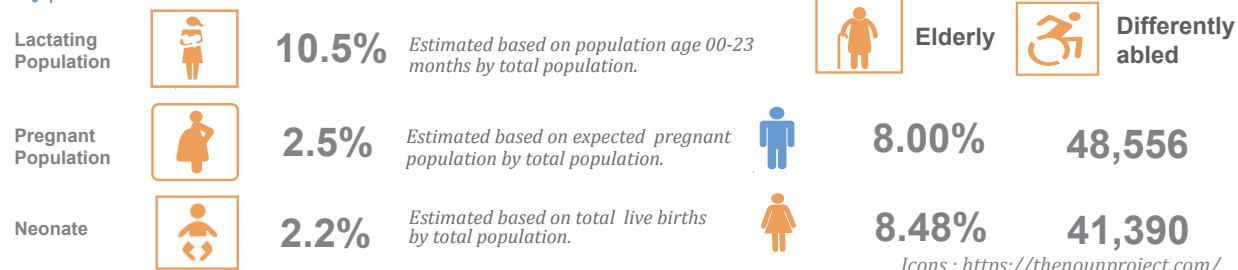 Lactating
Population
10.5%
Estimated based on population age 00-23
months by total population.
Elderly
Differently
abled
Pregnant
Population
2.5%
Estimated based on expected pregnant
population by total population.
8.00%
48,556
Neonate
2.2%
Estimated based on total live births
by total population.
8.48%
41,390
Icons : https://thenounproject.com/